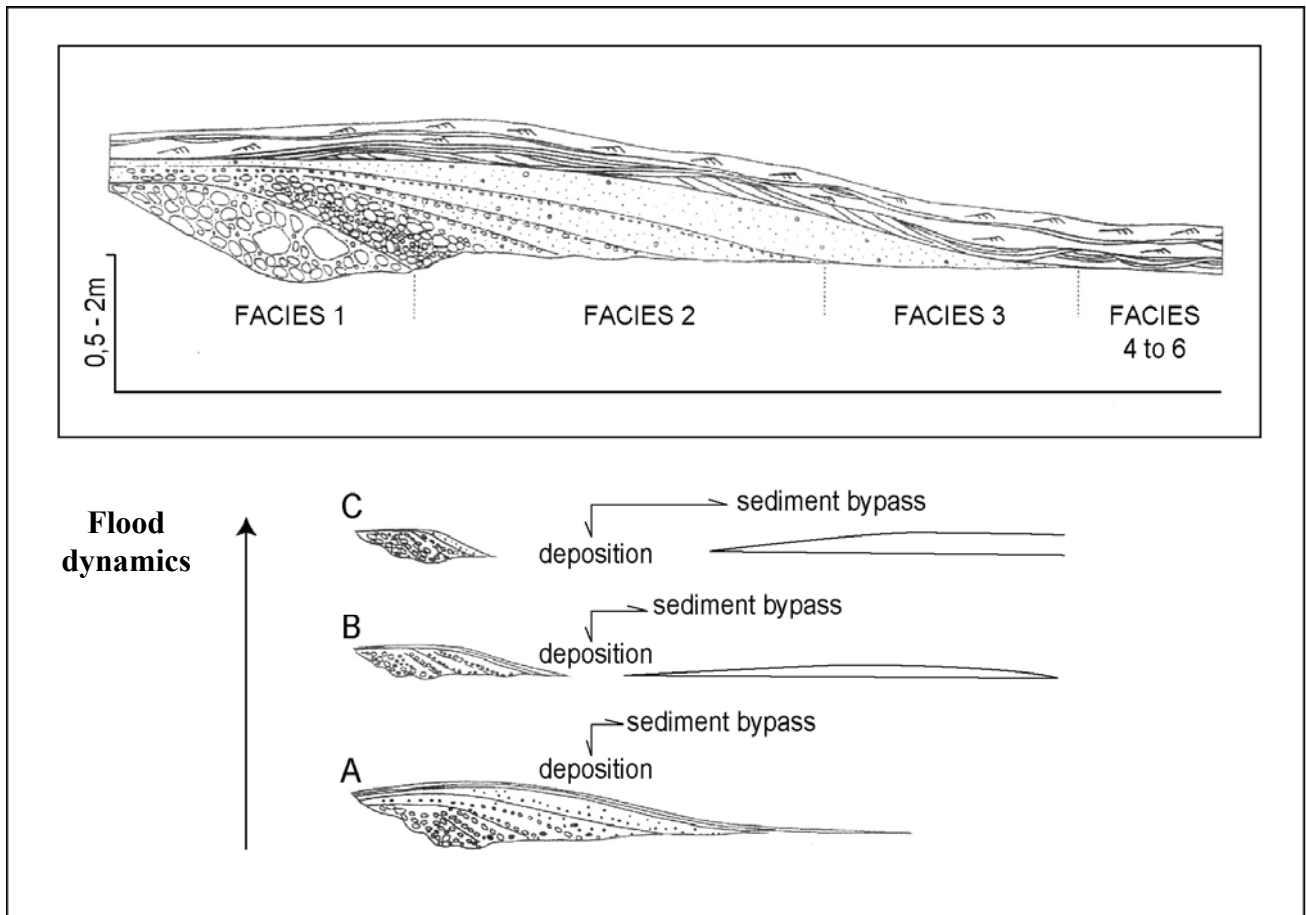 0,5 - 2m
FACIES 1
FACIES 2
FACIES 3
FACIES
4 to 6
Flood
dynamics
C
sediment bypass
deposition
B
sediment bypass
deposition
A
sediment bypass
deposition